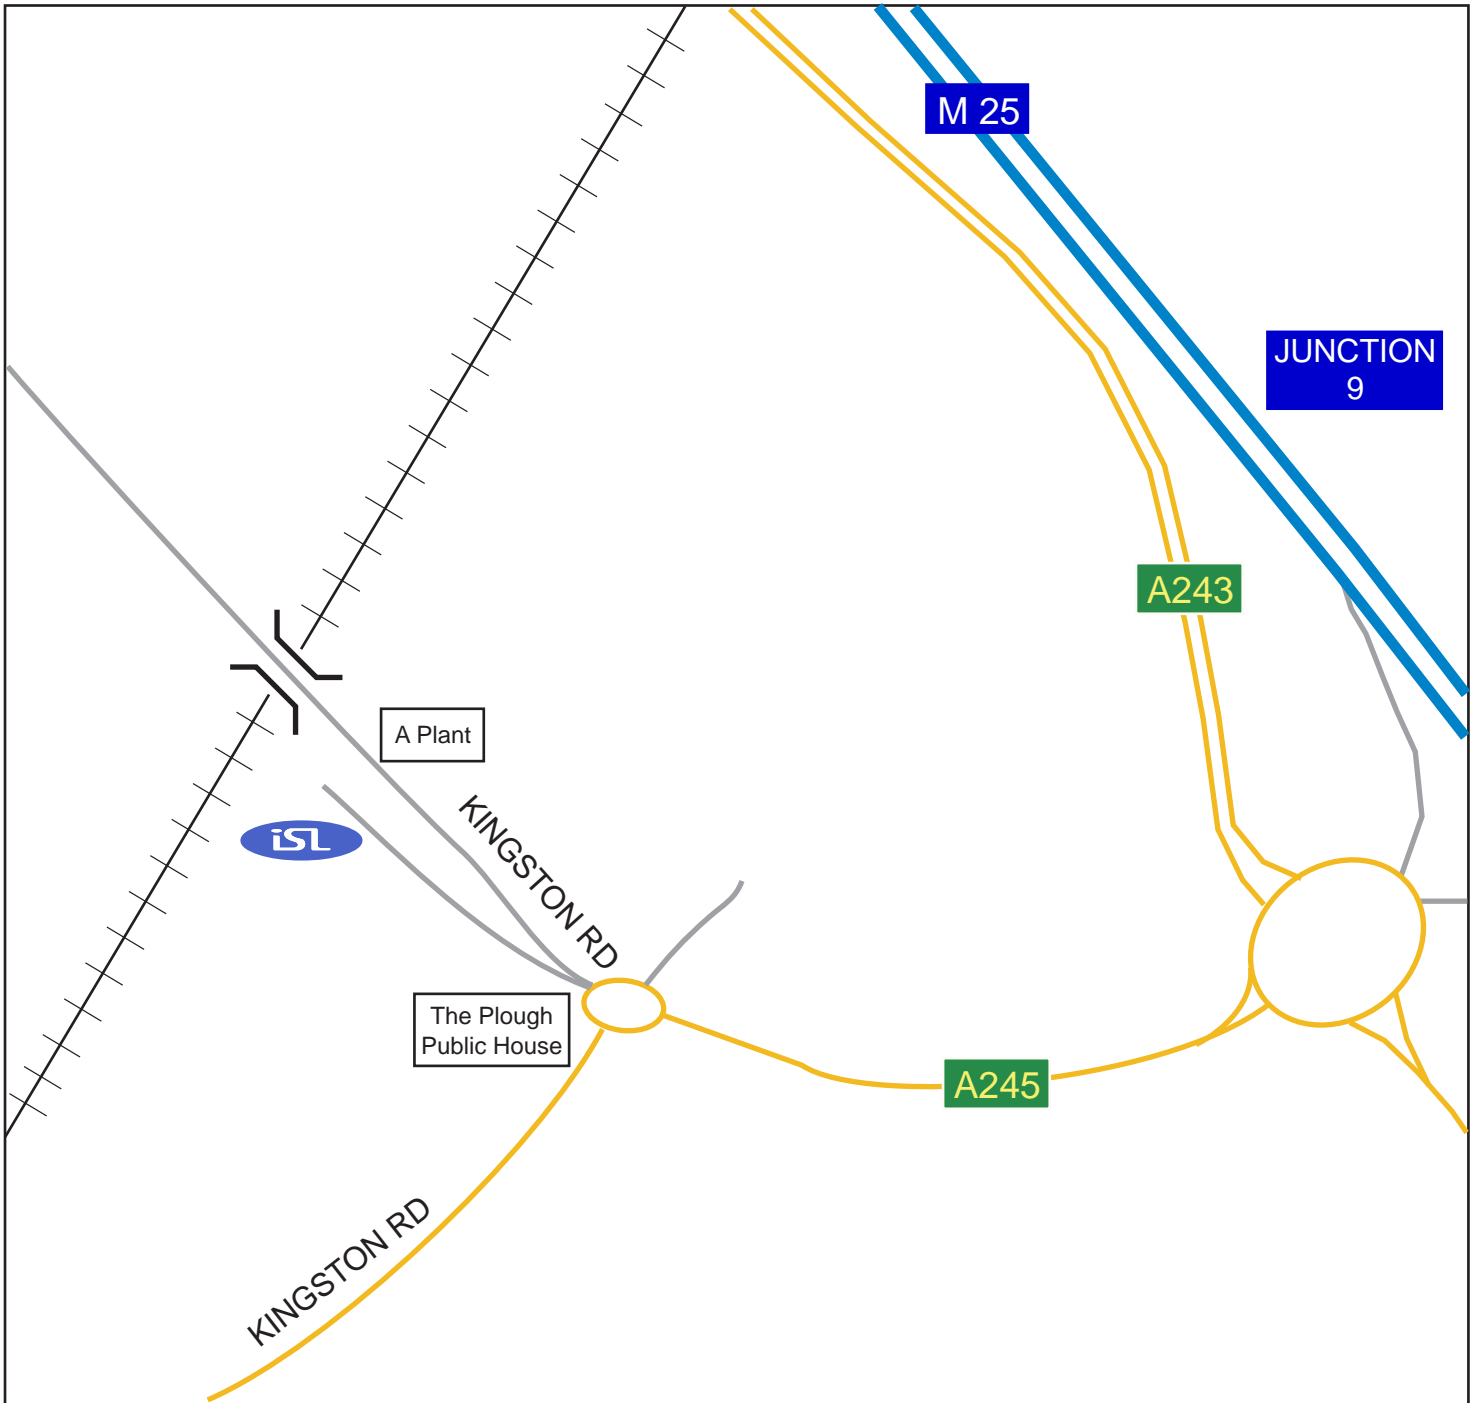 M 25
JUNCTION
9
A243
A Plant
KINGSTON RD
iSL
The Plough
Public House
A245
KINGSTON RD